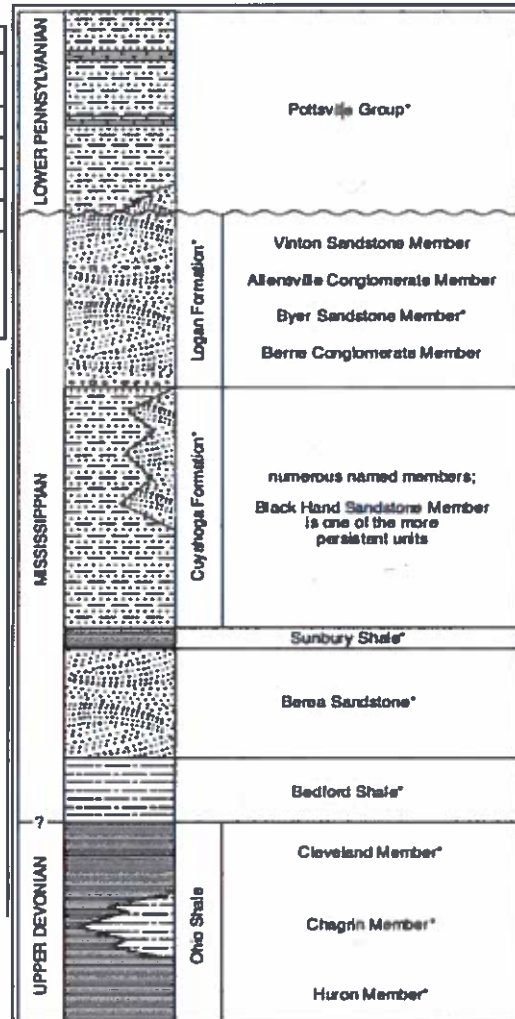 LOWER PENNSYLVANIAN
Pottsville Group*
MISSISSIPPIAN
Logan Formation*
Vinton Sandstone Member
Allensville Conglomerate Member
Byer Sandstone Member*
Berne Conglomerate Member
Cuyahoga Formation*
numerous named members;
Black Hand Sandstone Member
is one of the more
persistent units
Sunbury Shale*
Berea Sandstone*
Bedford Shale*
?
UPPER DEVONIAN
Ohio Shale
Cleveland Member*
Chagrin Member*
Huron Member*